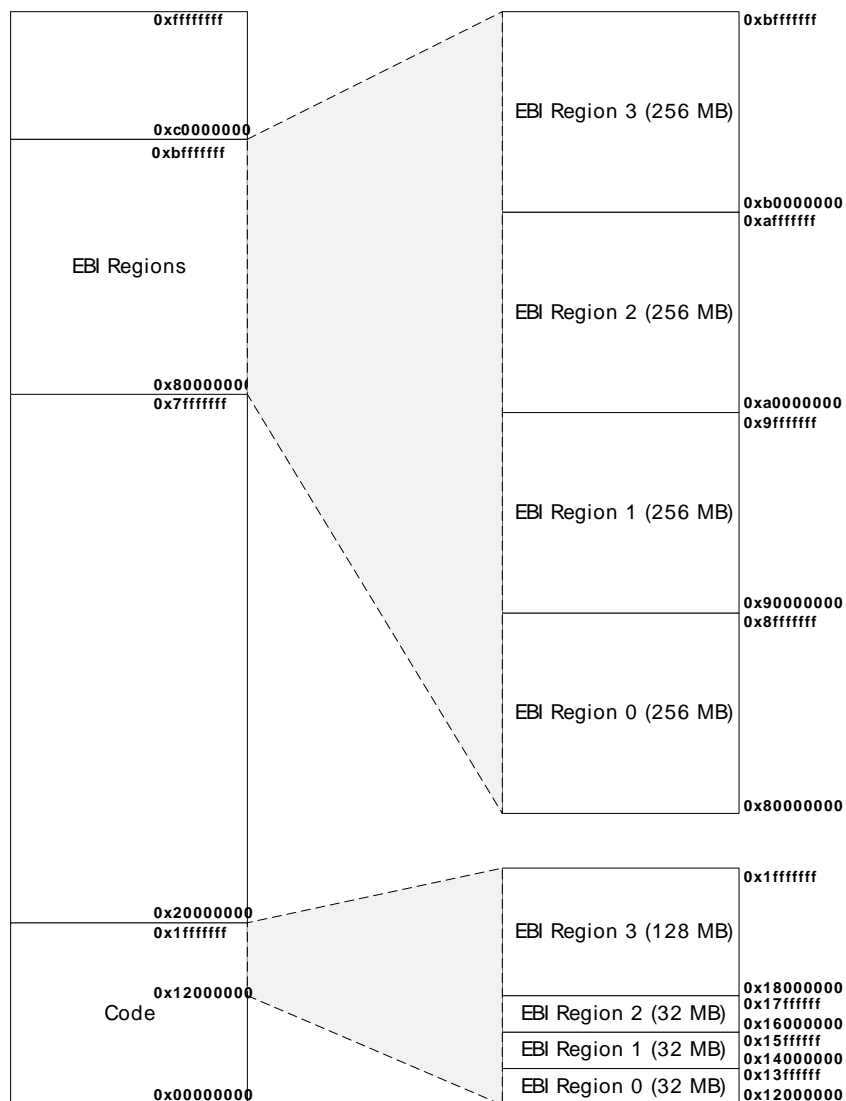 0xffffffff
0xc0000000
0xbfffffff
EBI Regions
0x80000000
0x7fffffff
0x20000000
0x1fffffff
0x12000000
Code
0x00000000
0xbfffffff
EBI Region 3 (256 MB)
0xb0000000
0xafffffff
EBI Region 2 (256 MB)
0xa0000000
0x9fffffff
EBI Region 1 (256 MB)
0x90000000
0x8fffffff
EBI Region 0 (256 MB)
0x80000000
0x1fffffff
EBI Region 3 (128 MB)
0x18000000
0x17ffffff
EBI Region 2 (32 MB)
0x16000000
0x15ffffff
EBI Region 1 (32 MB)
0x14000000
0x13ffffff
EBI Region 0 (32 MB)
0x12000000